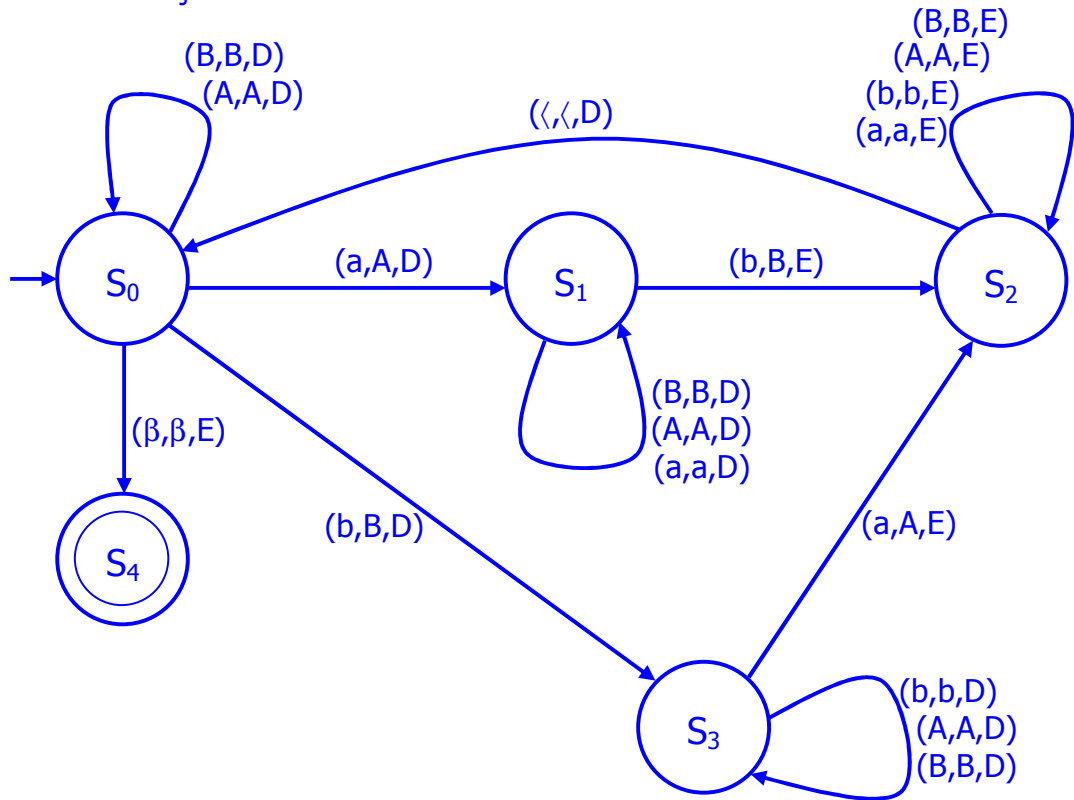 (B,B,D)
(A,A,D)
(B,B,E)
(A,A,E)
(b,b,E)
(a,a,E)
(⟨,⟨,D)
S₀
(a,A,D)
S₁
(b,B,E)
S₂
(B,B,D)
(A,A,D)
(a,a,D)
(β,β,E)
S₄
(b,B,D)
(a,A,E)
S₃
(b,b,D)
(A,A,D)
(B,B,D)